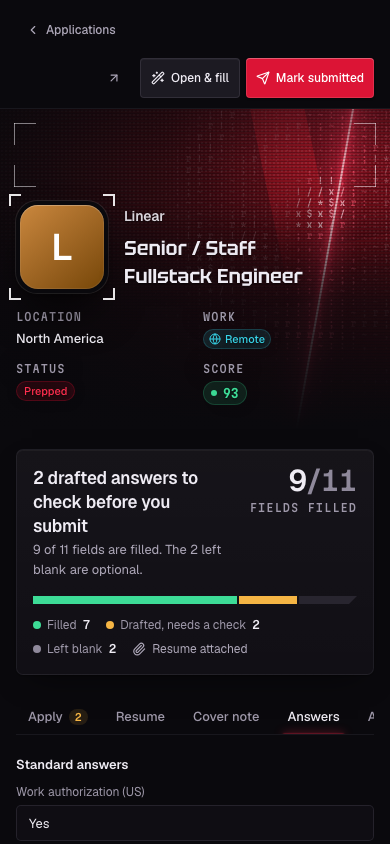 Applications
Open & fill
Mark submitted
L
Linear
Senior / Staff
Fullstack Engineer
LOCATION
WORK
North America
Remote
STATUS
SCORE
Prepped
93
2 drafted answers to
check before you
submit
9/11
FIELDS FILLED
9 of 11 fields are filled. The 2 left
blank are optional.
Filled 7
Drafted, needs a check 2
Left blank 2
Resume attached
Apply 2
Resume
Cover note
Answers
Standard answers
Work authorization (US)
Yes